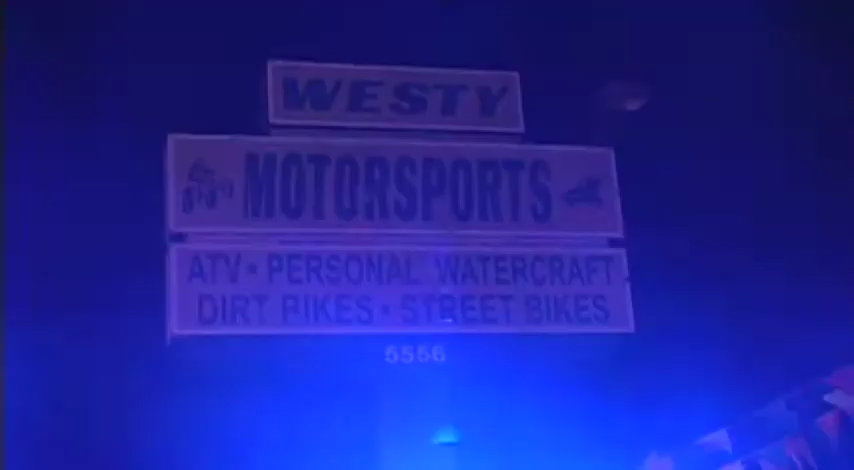 WESTY
MOTORSPORTS
ATV • PERSONAL WATERCRAFT
DIRT BIKES • STREET BIKES
5556